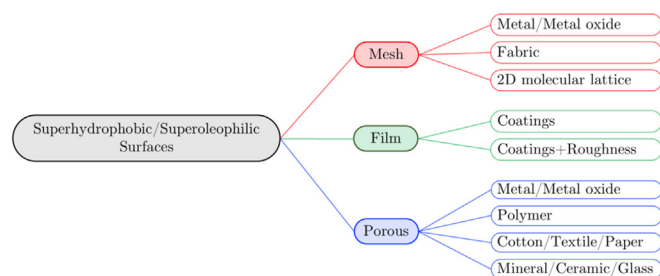 Superhydrophobic/Superoleophilic
Surfaces
Mesh
Metal/Metal oxide
Fabric
2D molecular lattice
Film
Coatings
Coatings+Roughness
Porous
Metal/Metal oxide
Polymer
Cotton/Textile/Paper
Mineral/Ceramic/Glass